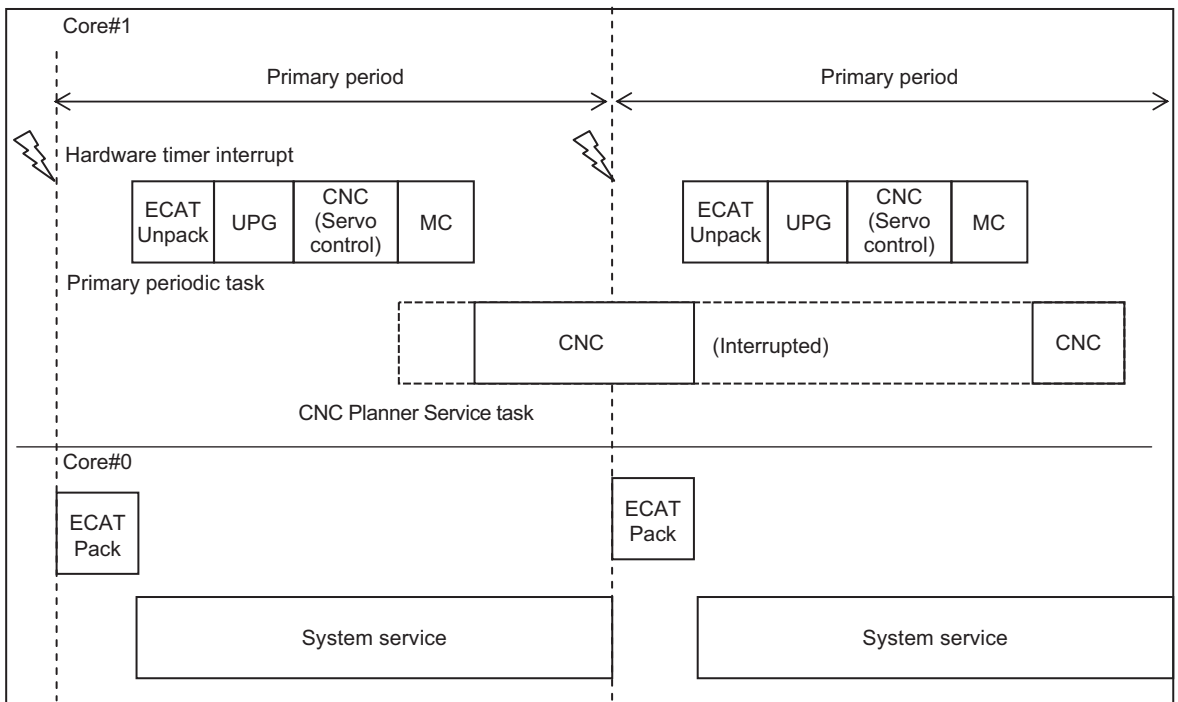 Core#1
Primary period
Primary period
Hardware timer interrupt
ECAT
Unpack
UPG
CNC
(Servo
control)
MC
ECAT
Unpack
UPG
CNC
(Servo
control)
MC
Primary periodic task
CNC
(Interrupted)
CNC
CNC Planner Service task
Core#0
ECAT
Pack
ECAT
Pack
System service
System service